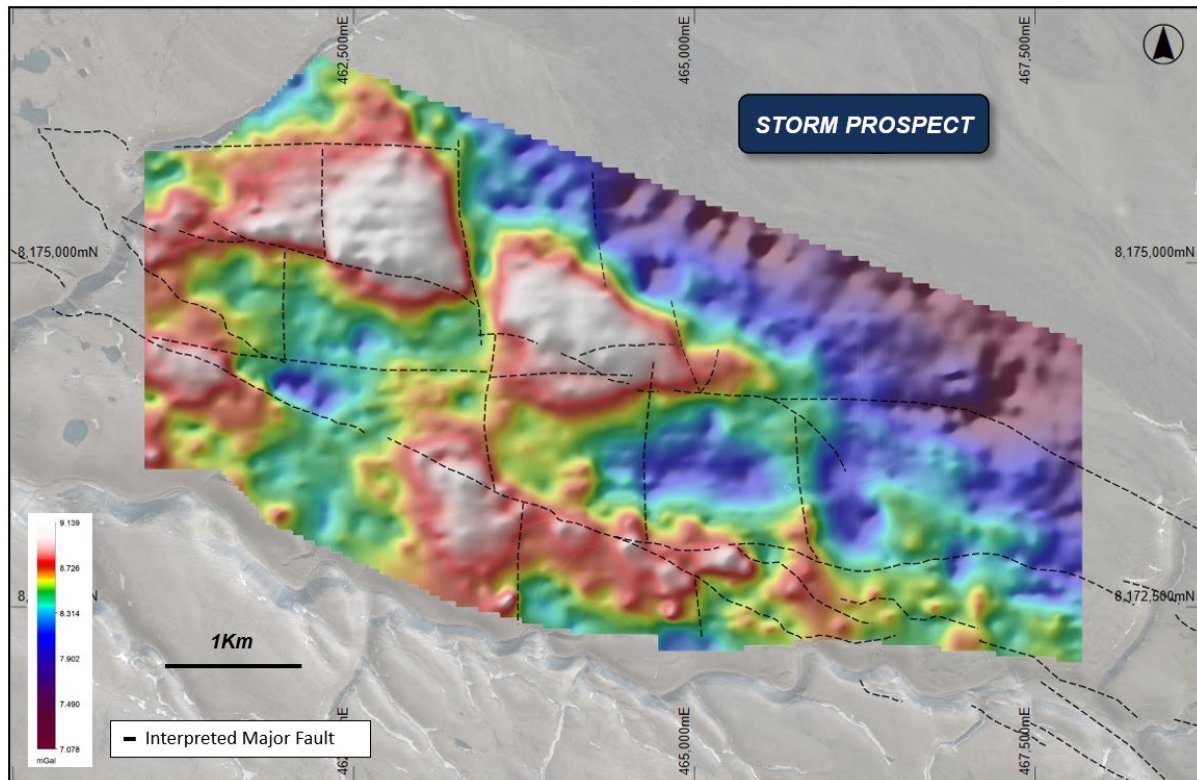 462,500mE
465,000mE
467,500mE
STORM PROSPECT
8,175,000mN
8,175,000mN
9.139
8.726
8.314
7.902
7.490
7.078
mGal
8,172,500mN
1Km
Interpreted Major Fault
465,000mE
467,500mE